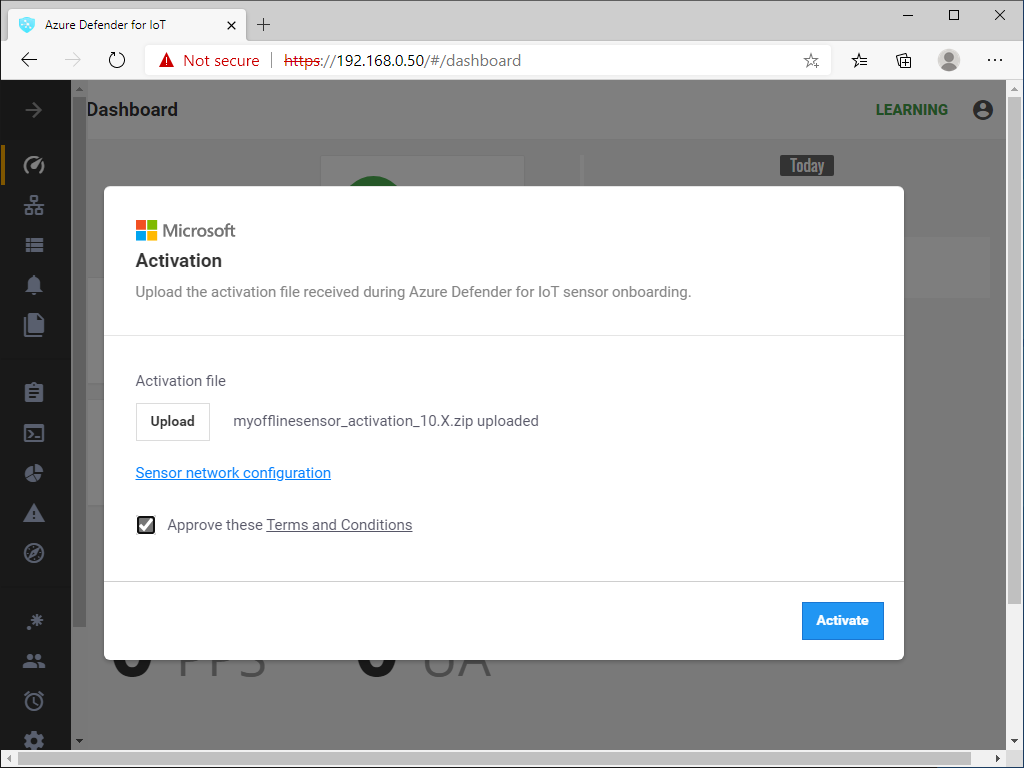 Azure Defender for IoT
Not secure https://192.168.0.50/#/dashboard
Dashboard
LEARNING
Today
Microsoft
Activation
Upload the activation file received during Azure Defender for IoT sensor onboarding.
Activation file
Upload myofflinesensor_activation_10.X.zip uploaded
Sensor network configuration
Approve these Terms and Conditions
Activate
0 PPS 0 UA